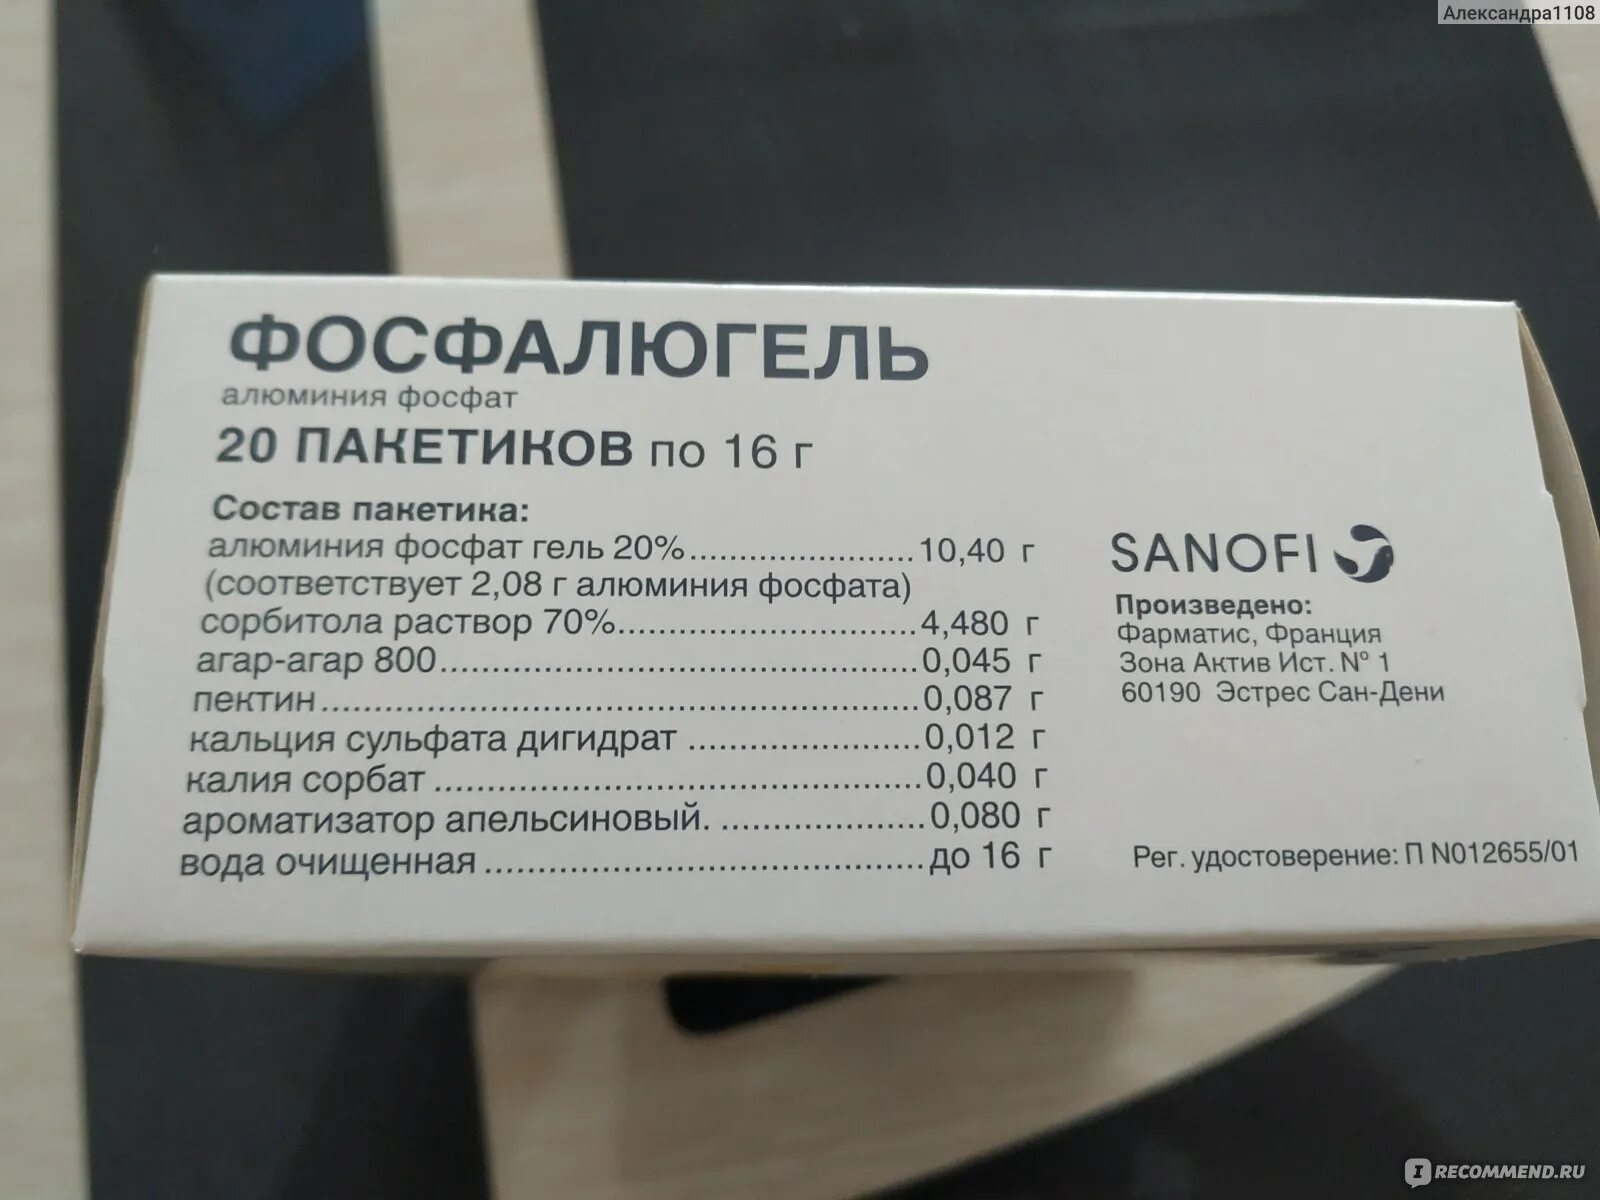 Александра1108
ФОСФАЛЮГЕЛЬ
алюминия фосфат
20 ПАКЕТИКОВ по 16 г
Состав пакетика:
алюминия фосфат гель 20%........................10,40 г
(соответствует 2,08 г алюминия фосфата)
сорбитола раствор 70%................................4,480 г
агар-агар 800....................................................0,045 г
пектин.................................................................0,087 г
кальция сульфата дигидрат .........................0,012 г
калия сорбат .....................................................0,040 г
ароматизатор апельсиновый. ......................0,080 г
вода очищенная ................................................до 16 г
SANOFI
Произведено:
Фарматис, Франция
Зона Актив Ист. № 1
60190 Эстрес Сан-Дени
Рег. удостоверение: П N012655/01
IRECOMMEND.RU